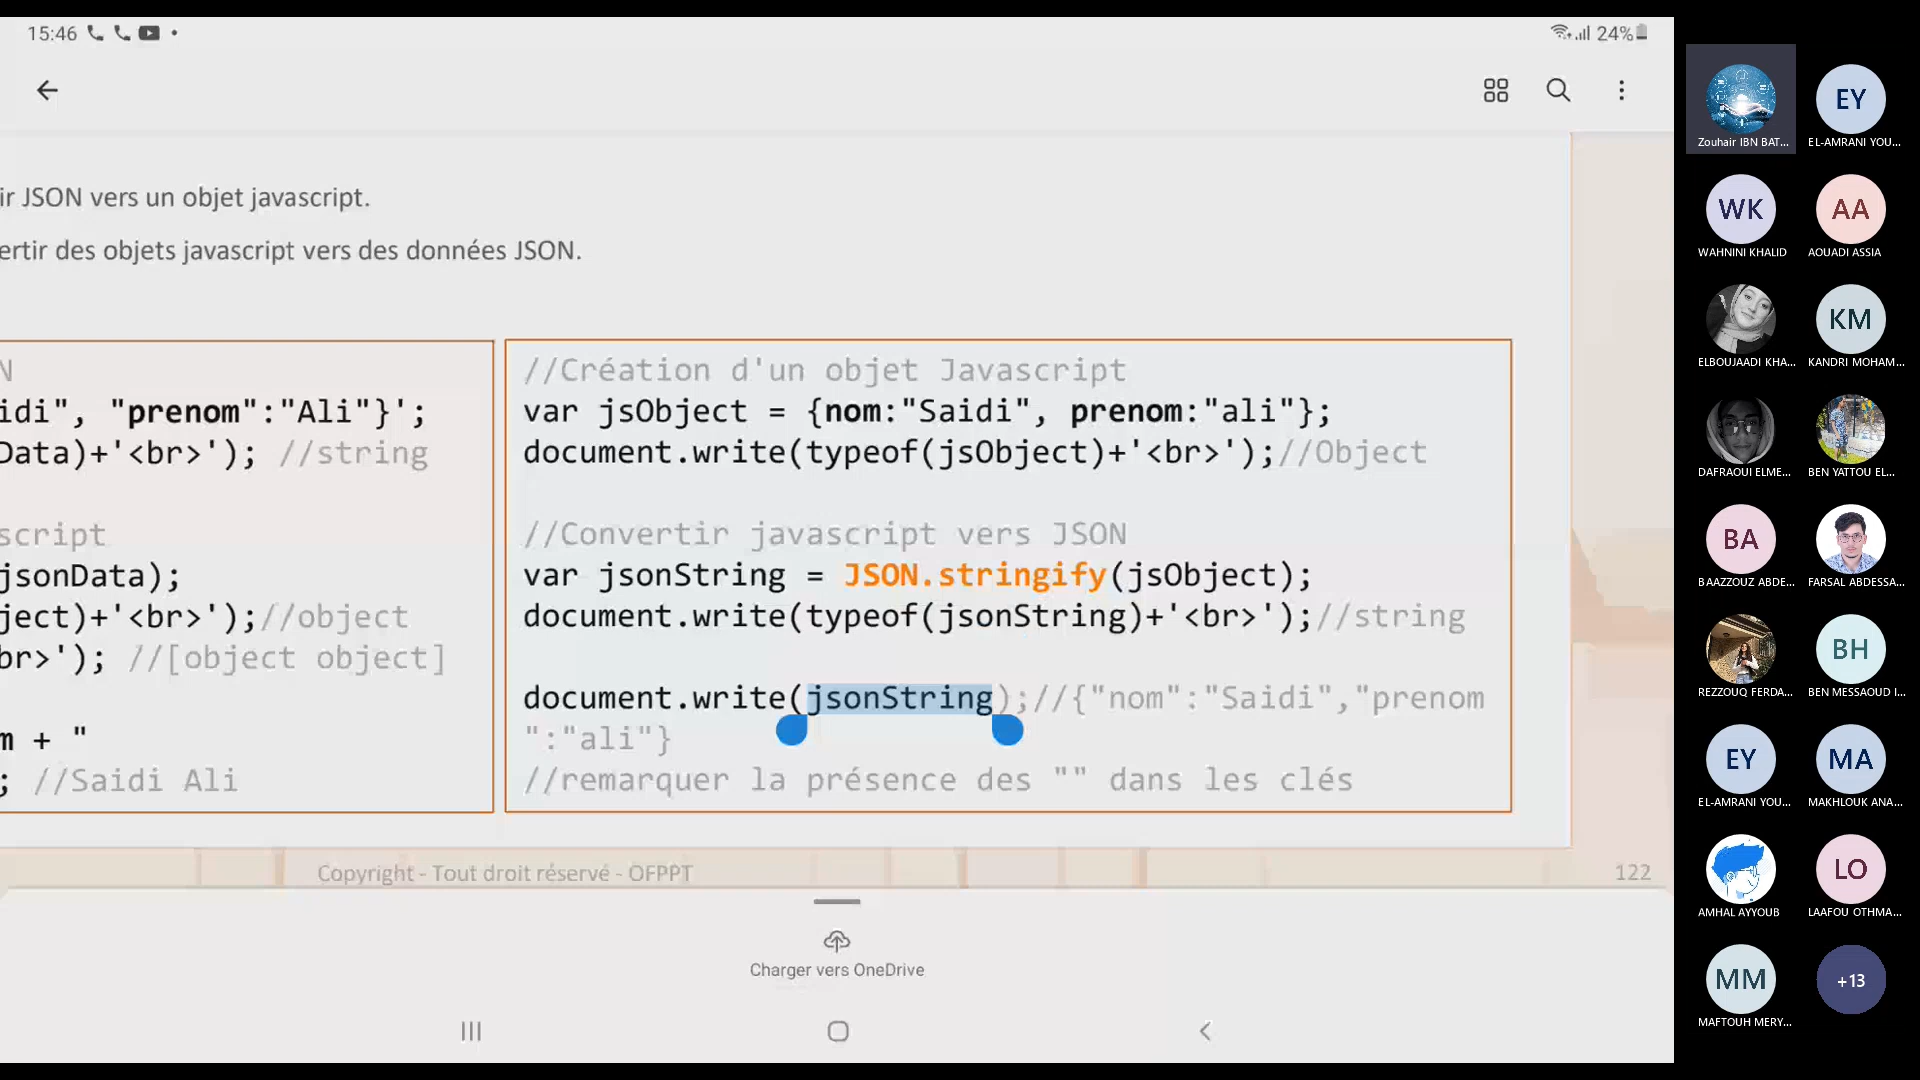 15:46
24%
ir JSON vers un objet javascript.
ertir des objets javascript vers des données JSON.
N
idi", "prenom":"Ali"}';
Data)+'<br>'); //string
script
jsonData);
ject)+'<br>');//object
br>'); //[object object]
m + "
; //Saidi Ali
//Création d'un objet Javascript
var jsObject = {nom:"Saidi", prenom:"ali"};
document.write(typeof(jsObject)+'<br>');//Object
//Convertir javascript vers JSON
var jsonString = JSON.stringify(jsObject);
document.write(typeof(jsonString)+'<br>');//string
document.write(jsonString);//{"nom":"Saidi","prenom
":"ali"}
//remarquer la présence des "" dans les clés
Copyright - Tout droit réservé - OFPPT
122
Charger vers OneDrive
Zouhair IBN BAT...
EY
EL-AMRANI YOU...
WK
WAHNINI KHALID
AA
AOUADI ASSIA
ELBOUJAADI KHA...
KM
KANDRI MOHAM...
DAFRAOUI ELME...
BEN YATTOU EL...
BA
BAAZZOUZ ABDE...
FARSAL ABDESSA...
REZZOUQ FERDA...
BH
BEN MESSAOUD I...
EY
EL-AMRANI YOU...
MA
MAKHLOUK ANA...
AMHAL AYYOUB
LO
LAAFOU OTHMA...
MM
MAFTOUH MERY...
+13